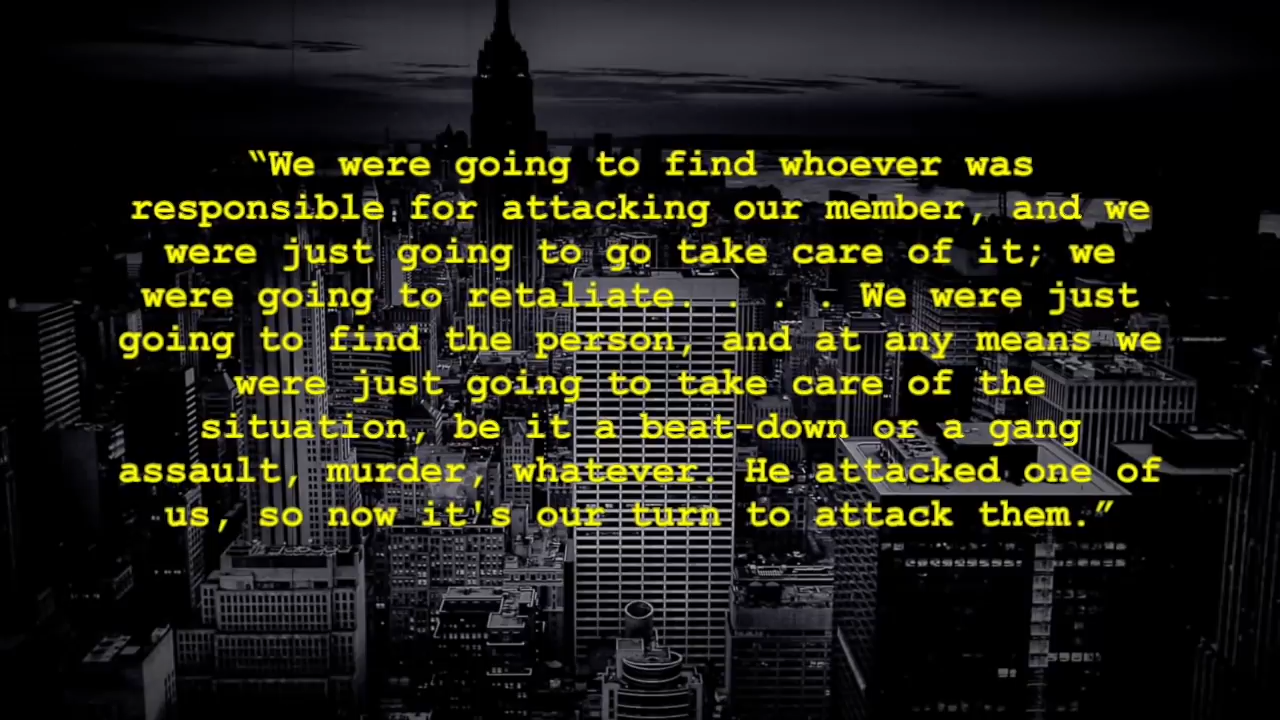 “We were going to find whoever was
responsible for attacking our member, and we
were just going to go take care of it; we
were going to retaliate. . . . We were just
going to find the person, and at any means we
were just going to take care of the
situation, be it a beat-down or a gang
assault, murder, whatever. He attacked one of
us, so now it's our turn to attack them.”